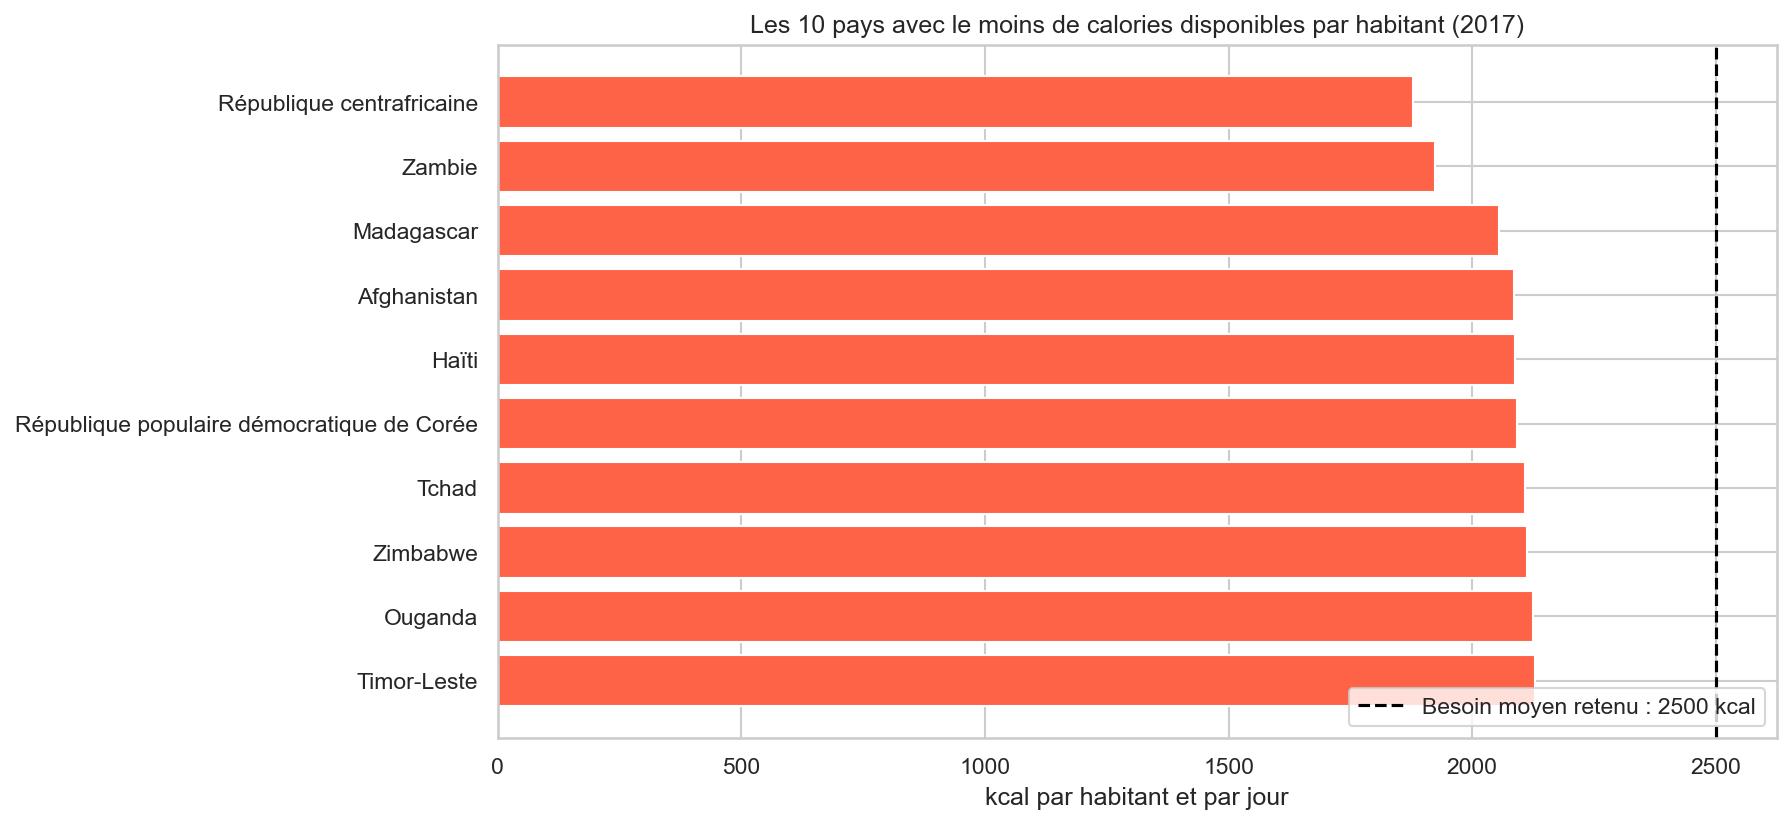 Les 10 pays avec le moins de calories disponibles par habitant (2017)
République centrafricaine
Zambie
Madagascar
Afghanistan
Haïti
République populaire démocratique de Corée
Tchad
Zimbabwe
Ouganda
Timor-Leste
Besoin moyen retenu : 2500 kcal
0 500 1000 1500 2000 2500
kcal par habitant et par jour